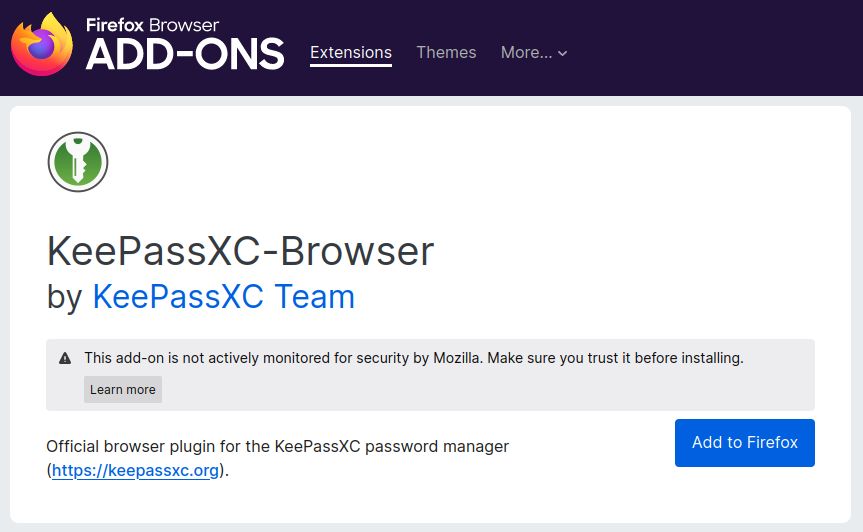 Firefox Browser
ADD-ONS
Extensions Themes More...
KeePassXC-Browser
by KeePassXC Team
This add-on is not actively monitored for security by Mozilla. Make sure you trust it before installing.
Learn more
Official browser plugin for the KeePassXC password manager
(https://keepassxc.org).
Add to Firefox